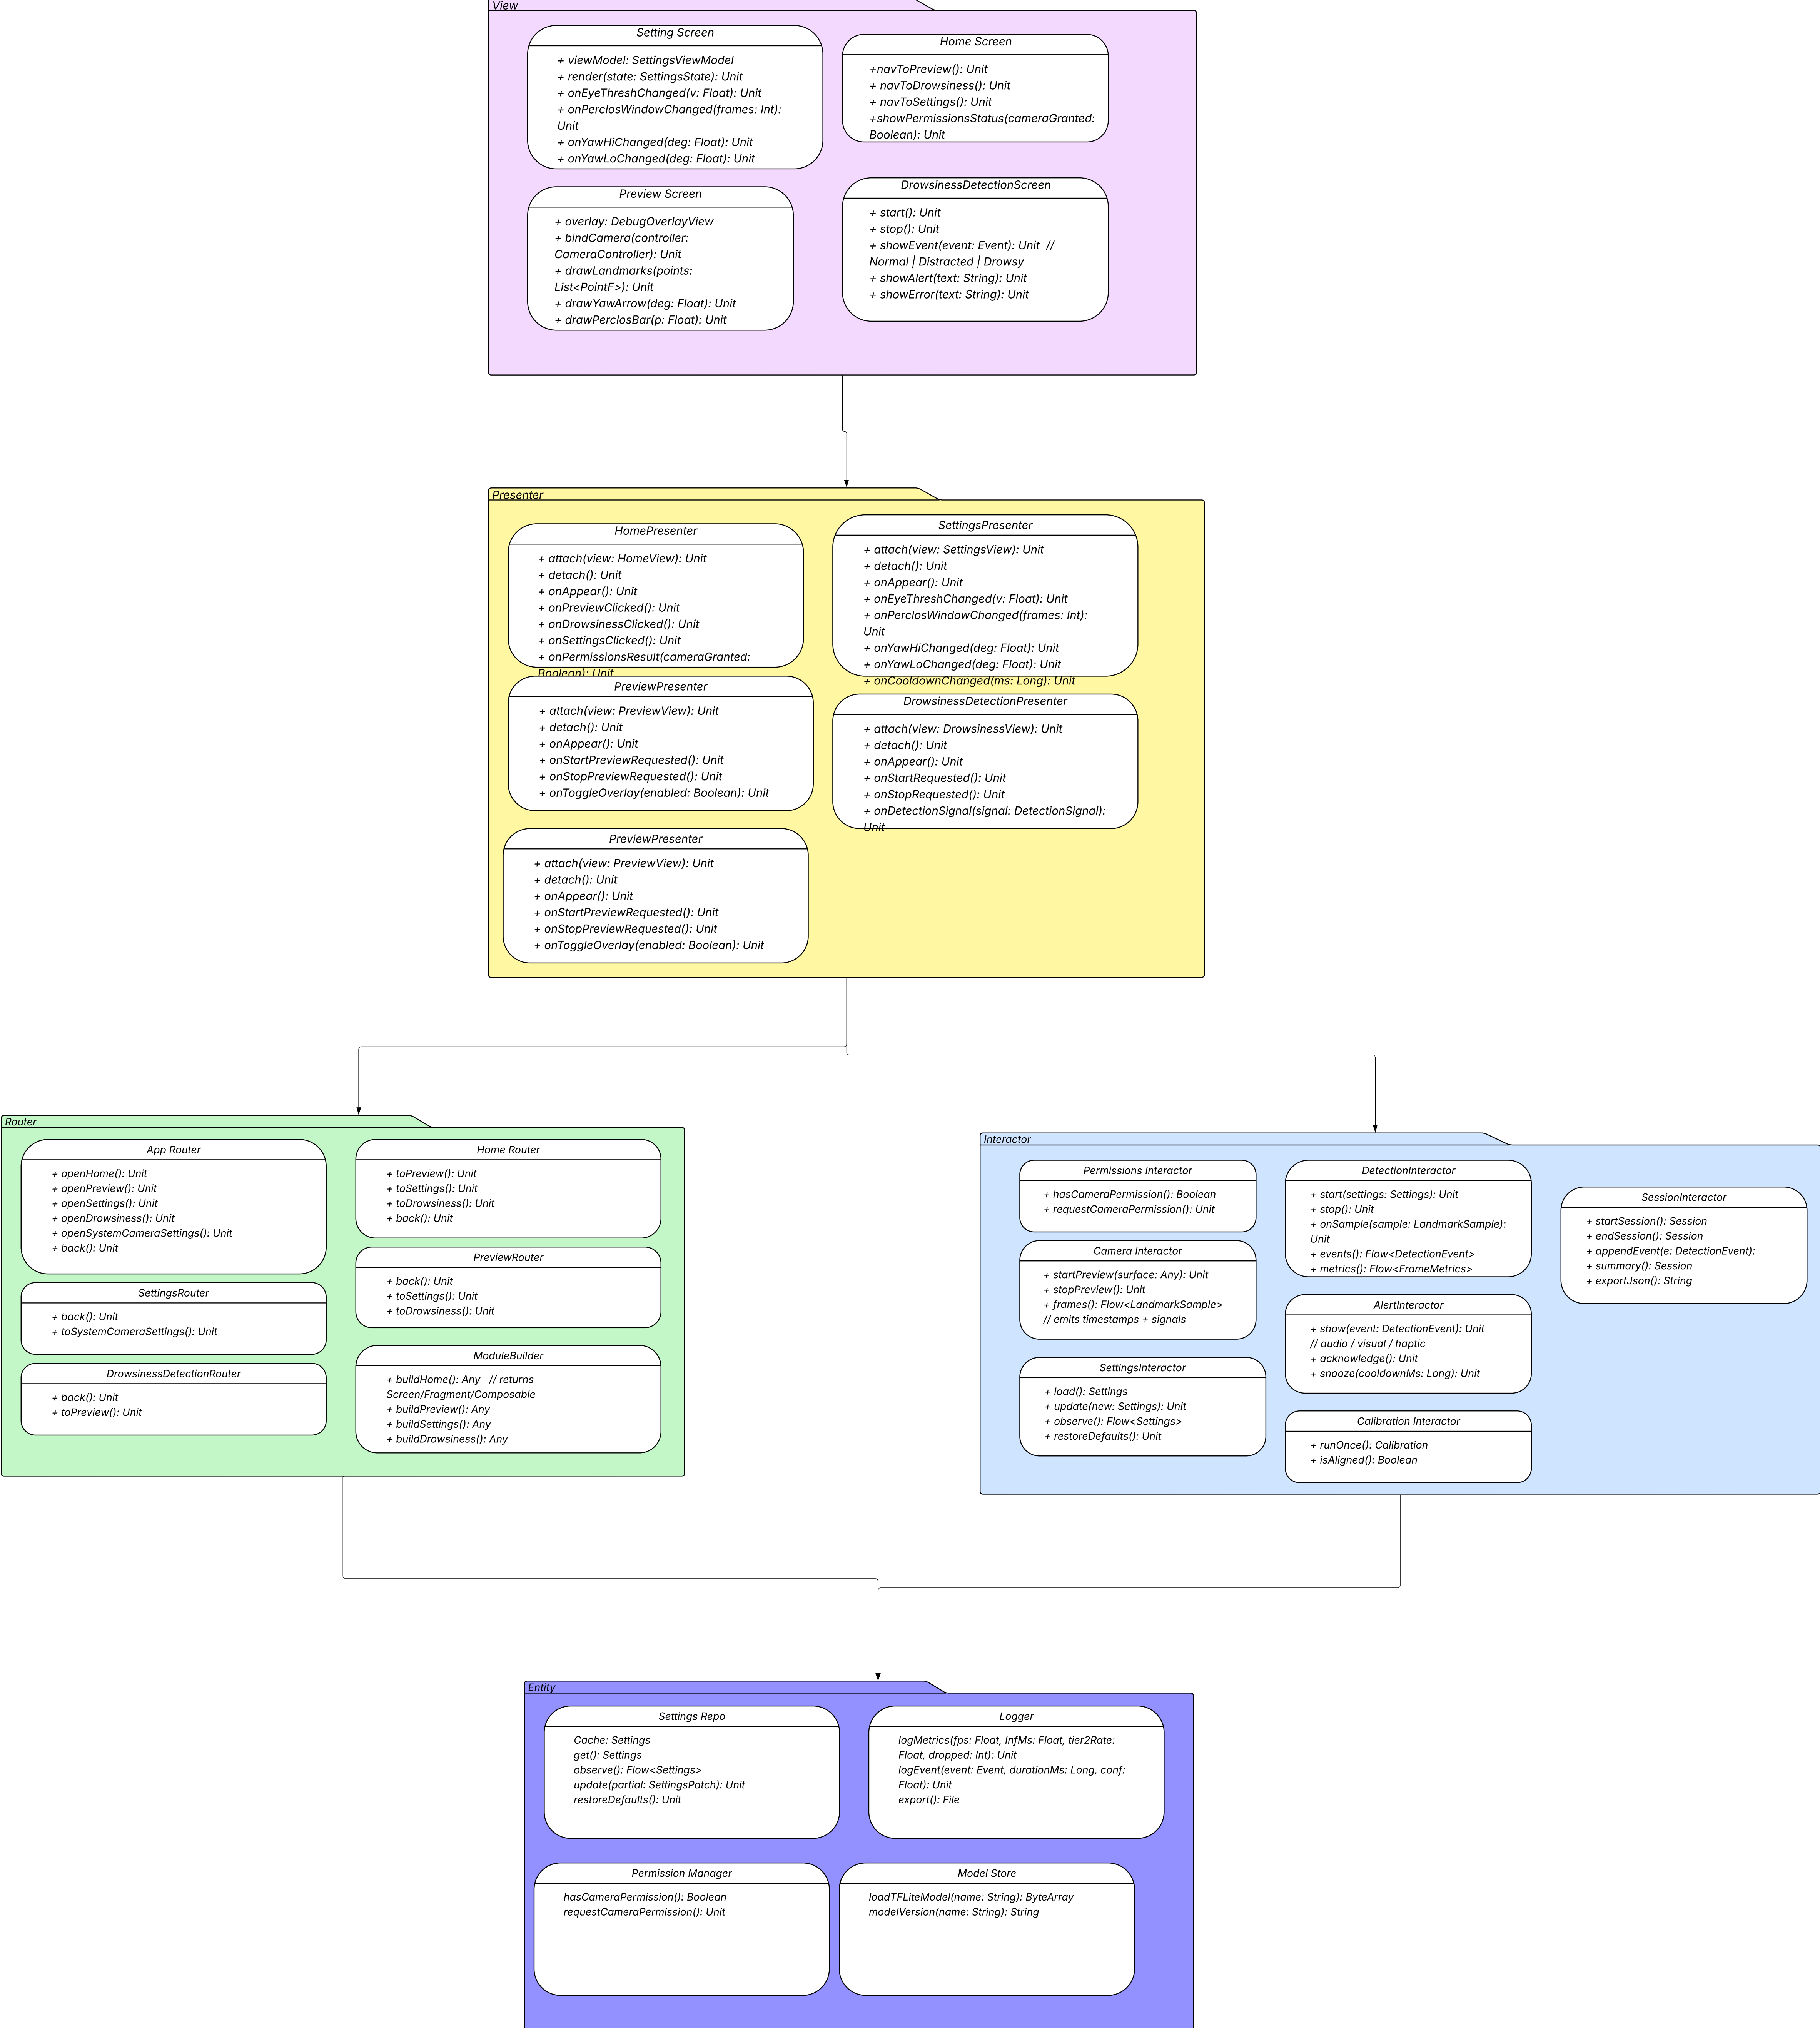 View
Setting Screen
+ viewModel: SettingsViewModel
+ render(state: SettingsState): Unit
+ onEyeThreshChanged(v: Float): Unit
+ onPerclosWindowChanged(frames: Int):
Unit
+ onYawHiChanged(deg: Float): Unit
+ onYawLoChanged(deg: Float): Unit
Home Screen
+navToPreview(): Unit
+ navToDrowsiness(): Unit
+ navToSettings(): Unit
+showPermissionsStatus(cameraGranted:
Boolean): Unit
Preview Screen
+ overlay: DebugOverlayView
+ bindCamera(controller:
CameraController): Unit
+ drawLandmarks(points:
List<PointF>): Unit
+ drawYawArrow(deg: Float): Unit
+ drawPerclosBar(p: Float): Unit
DrowsinessDetectionScreen
+ start(): Unit
+ stop(): Unit
+ showEvent(event: Event): Unit  //
Normal | Distracted | Drowsy
+ showAlert(text: String): Unit
+ showError(text: String): Unit
Presenter
HomePresenter
+ attach(view: HomeView): Unit
+ detach(): Unit
+ onAppear(): Unit
+ onPreviewClicked(): Unit
+ onDrowsinessClicked(): Unit
+ onSettingsClicked(): Unit
+ onPermissionsResult(cameraGranted:
Boolean): Unit
SettingsPresenter
+ attach(view: SettingsView): Unit
+ detach(): Unit
+ onAppear(): Unit
+ onEyeThreshChanged(v: Float): Unit
+ onPerclosWindowChanged(frames: Int):
Unit
+ onYawHiChanged(deg: Float): Unit
+ onYawLoChanged(deg: Float): Unit
+ onCooldownChanged(ms: Long): Unit
PreviewPresenter
+ attach(view: PreviewView): Unit
+ detach(): Unit
+ onAppear(): Unit
+ onStartPreviewRequested(): Unit
+ onStopPreviewRequested(): Unit
+ onToggleOverlay(enabled: Boolean): Unit
DrowsinessDetectionPresenter
+ attach(view: DrowsinessView): Unit
+ detach(): Unit
+ onAppear(): Unit
+ onStartRequested(): Unit
+ onStopRequested(): Unit
+ onDetectionSignal(signal: DetectionSignal):
Unit
PreviewPresenter
+ attach(view: PreviewView): Unit
+ detach(): Unit
+ onAppear(): Unit
+ onStartPreviewRequested(): Unit
+ onStopPreviewRequested(): Unit
+ onToggleOverlay(enabled: Boolean): Unit
Router
App Router
+ openHome(): Unit
+ openPreview(): Unit
+ openSettings(): Unit
+ openDrowsiness(): Unit
+ openSystemCameraSettings(): Unit
+ back(): Unit
Home Router
+ toPreview(): Unit
+ toSettings(): Unit
+ toDrowsiness(): Unit
+ back(): Unit
SettingsRouter
+ back(): Unit
+ toSystemCameraSettings(): Unit
PreviewRouter
+ back(): Unit
+ toSettings(): Unit
+ toDrowsiness(): Unit
DrowsinessDetectionRouter
+ back(): Unit
+ toPreview(): Unit
ModuleBuilder
+ buildHome(): Any   // returns
Screen/Fragment/Composable
+ buildPreview(): Any
+ buildSettings(): Any
+ buildDrowsiness(): Any
Interactor
Permissions Interactor
+ hasCameraPermission(): Boolean
+ requestCameraPermission(): Unit
Camera Interactor
+ startPreview(surface: Any): Unit
+ stopPreview(): Unit
+ frames(): Flow<LandmarkSample>
// emits timestamps + signals
SettingsInteractor
+ load(): Settings
+ update(new: Settings): Unit
+ observe(): Flow<Settings>
+ restoreDefaults(): Unit
DetectionInteractor
+ start(settings: Settings): Unit
+ stop(): Unit
+ onSample(sample: LandmarkSample):
Unit
+ events(): Flow<DetectionEvent>
+ metrics(): Flow<FrameMetrics>
AlertInteractor
+ show(event: DetectionEvent): Unit
// audio / visual / haptic
+ acknowledge(): Unit
+ snooze(cooldownMs: Long): Unit
Calibration Interactor
+ runOnce(): Calibration
+ isAligned(): Boolean
SessionInteractor
+ startSession(): Session
+ endSession(): Session
+ appendEvent(e: DetectionEvent):
+ summary(): Session
+ exportJson(): String
Entity
Settings Repo
Cache: Settings
get(): Settings
observe(): Flow<Settings>
update(partial: SettingsPatch): Unit
restoreDefaults(): Unit
Logger
logMetrics(fps: Float, InfMs: Float, tier2Rate:
Float, dropped: Int): Unit
logEvent(event: Event, durationMs: Long, conf:
Float): Unit
export(): File
Permission Manager
hasCameraPermission(): Boolean
requestCameraPermission(): Unit
Model Store
loadTFLiteModel(name: String): ByteArray
modelVersion(name: String): String